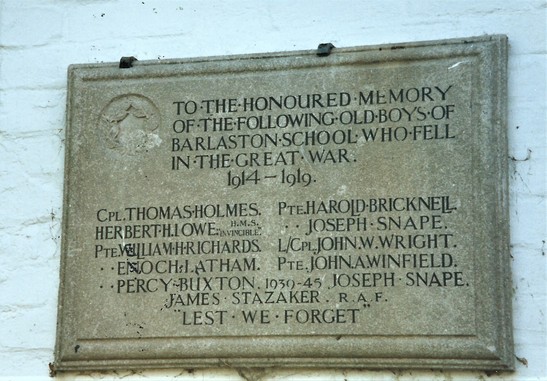 TO·THE·HONOURED·MEMORY
OF·THE·FOLLOWING·OLD·BOYS·OF
BARLASTON·SCHOOL·WHO·FELL
IN·THE·GREAT·WAR.
1914–1919.
CPL.THOMAS·HOLMES. PTE.HAROLD·BRICKNELL.
HERBERT·H.LOWE. H.M.S. INVINCIBLE. · · JOSEPH·SNAPE.
PTE.WILLIAM·H·RICHARDS. L/CPL.JOHN.W.WRIGHT.
· · ENOCH·LATHAM. PTE.JOHN.A.WINFIELD.
· · PERCY·BUXTON. 1939-45 JOSEPH SNAPE.
JAMES STAZAKER. R.A.F.
"LEST · WE · FORGET"